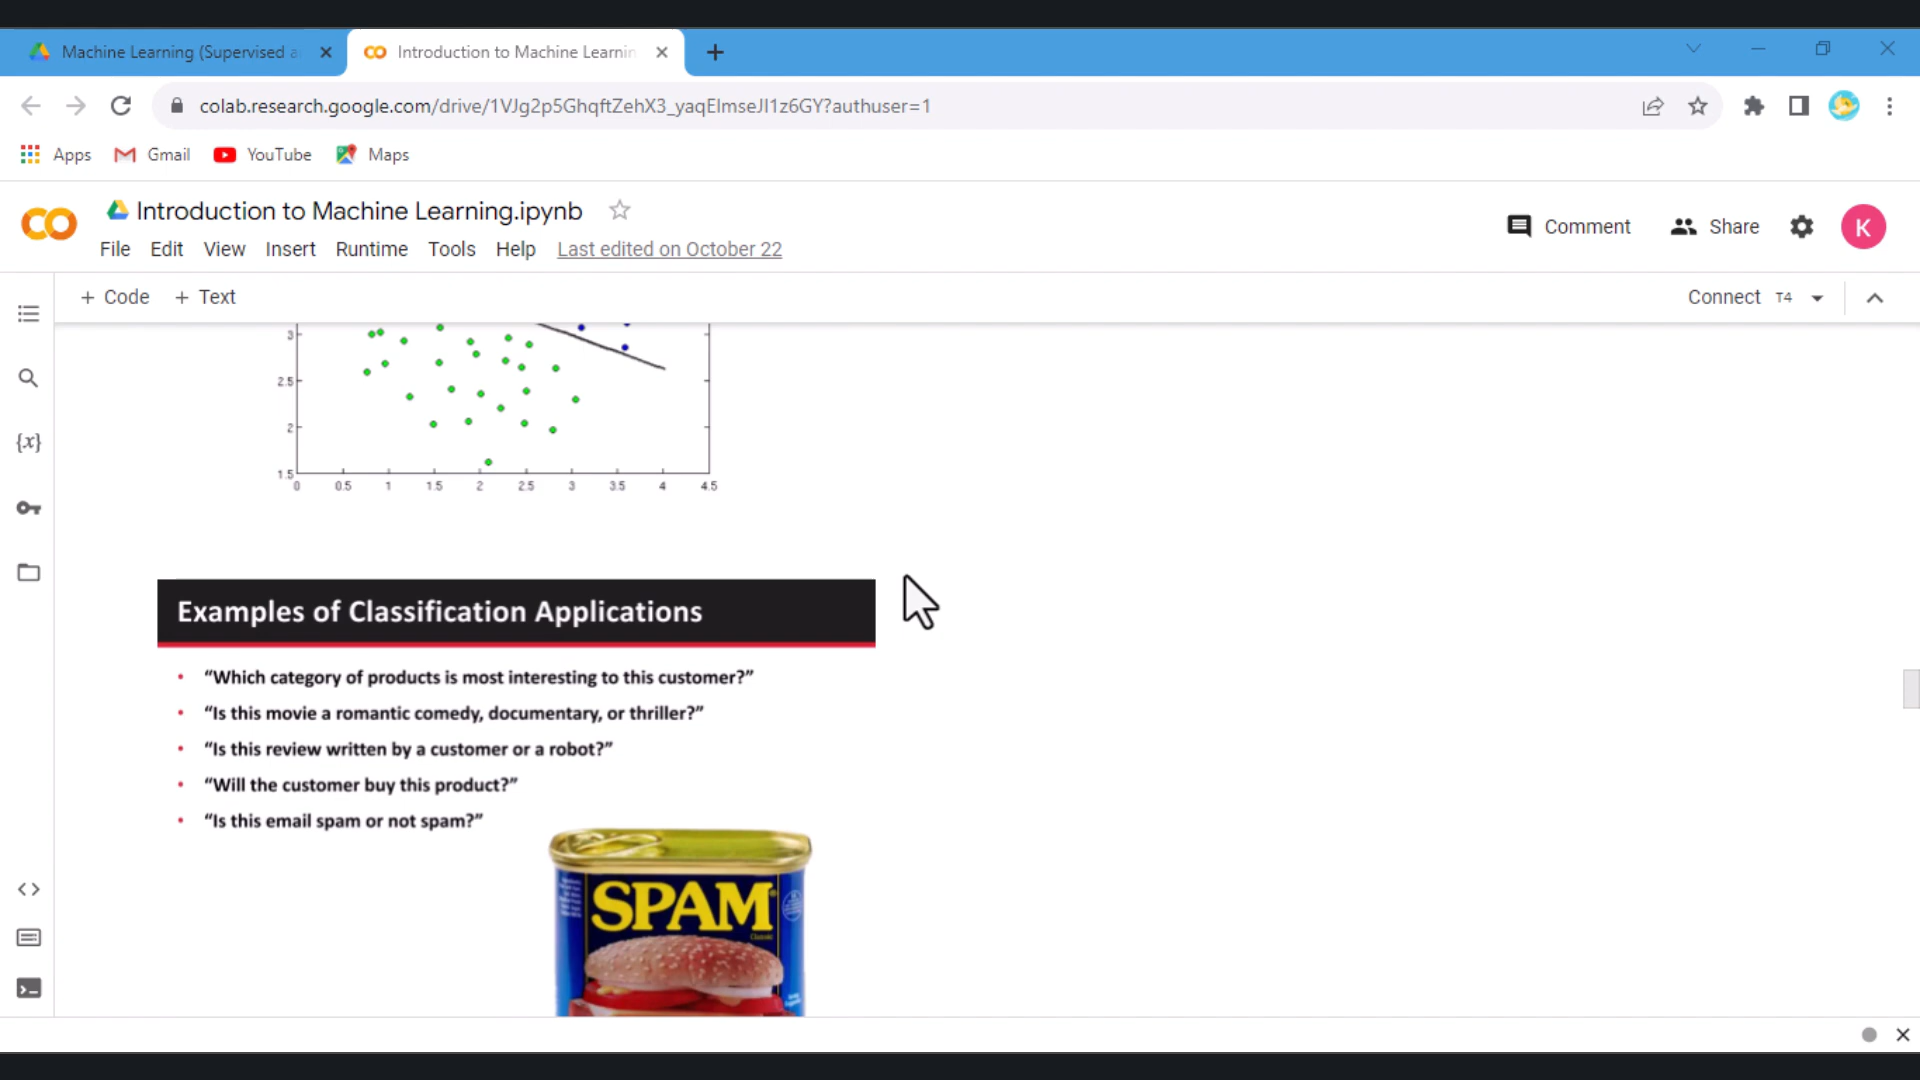 Machine Learning (Supervised a
Introduction to Machine Learnin
colab.research.google.com/drive/1VJg2p5GhqftZehX3_yaqElmseJI1z6GY?authuser=1
Apps Gmail YouTube Maps
Introduction to Machine Learning.ipynb
Comment Share K
File Edit View Insert Runtime Tools Help Last edited on October 22
+ Code + Text Connect T4
{x}
3
2.5
2
1.5
0 0.5 1 1.5 2 2.5 3 3.5 4 4.5
Examples of Classification Applications
• “Which category of products is most interesting to this customer?”
• “Is this movie a romantic comedy, documentary, or thriller?”
• “Is this review written by a customer or a robot?”
• “Will the customer buy this product?”
• “Is this email spam or not spam?”
SPAM
Classic